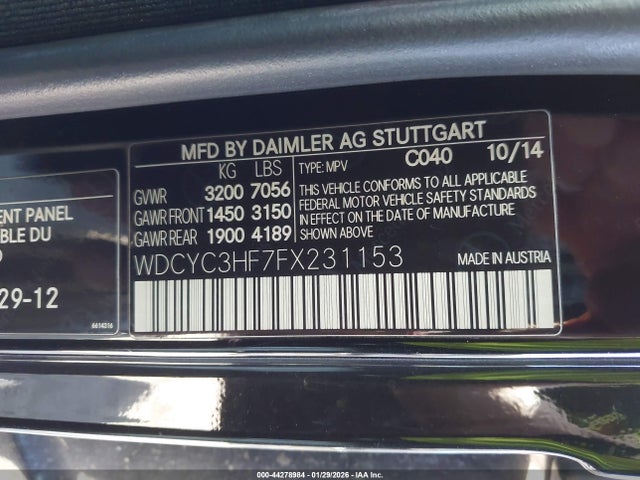 MFD BY DAIMLER AG STUTTGART
KG LBS
GVWR 3200 7056
GAWR FRONT 1450 3150
GAWR REAR 1900 4189
TYPE: MPV C040 10/14
THIS VEHICLE CONFORMS TO ALL APPLICABLE
FEDERAL MOTOR VEHICLE SAFETY STANDARDS
IN EFFECT ON THE DATE OF MANUFACTURE
SHOWN ABOVE
WDCYC3HF7FX231153
MADE IN AUSTRIA
ENT PANEL
BLE DU
29-12
6614316
00-44278984 - 01/29/2026 - IAA Inc.